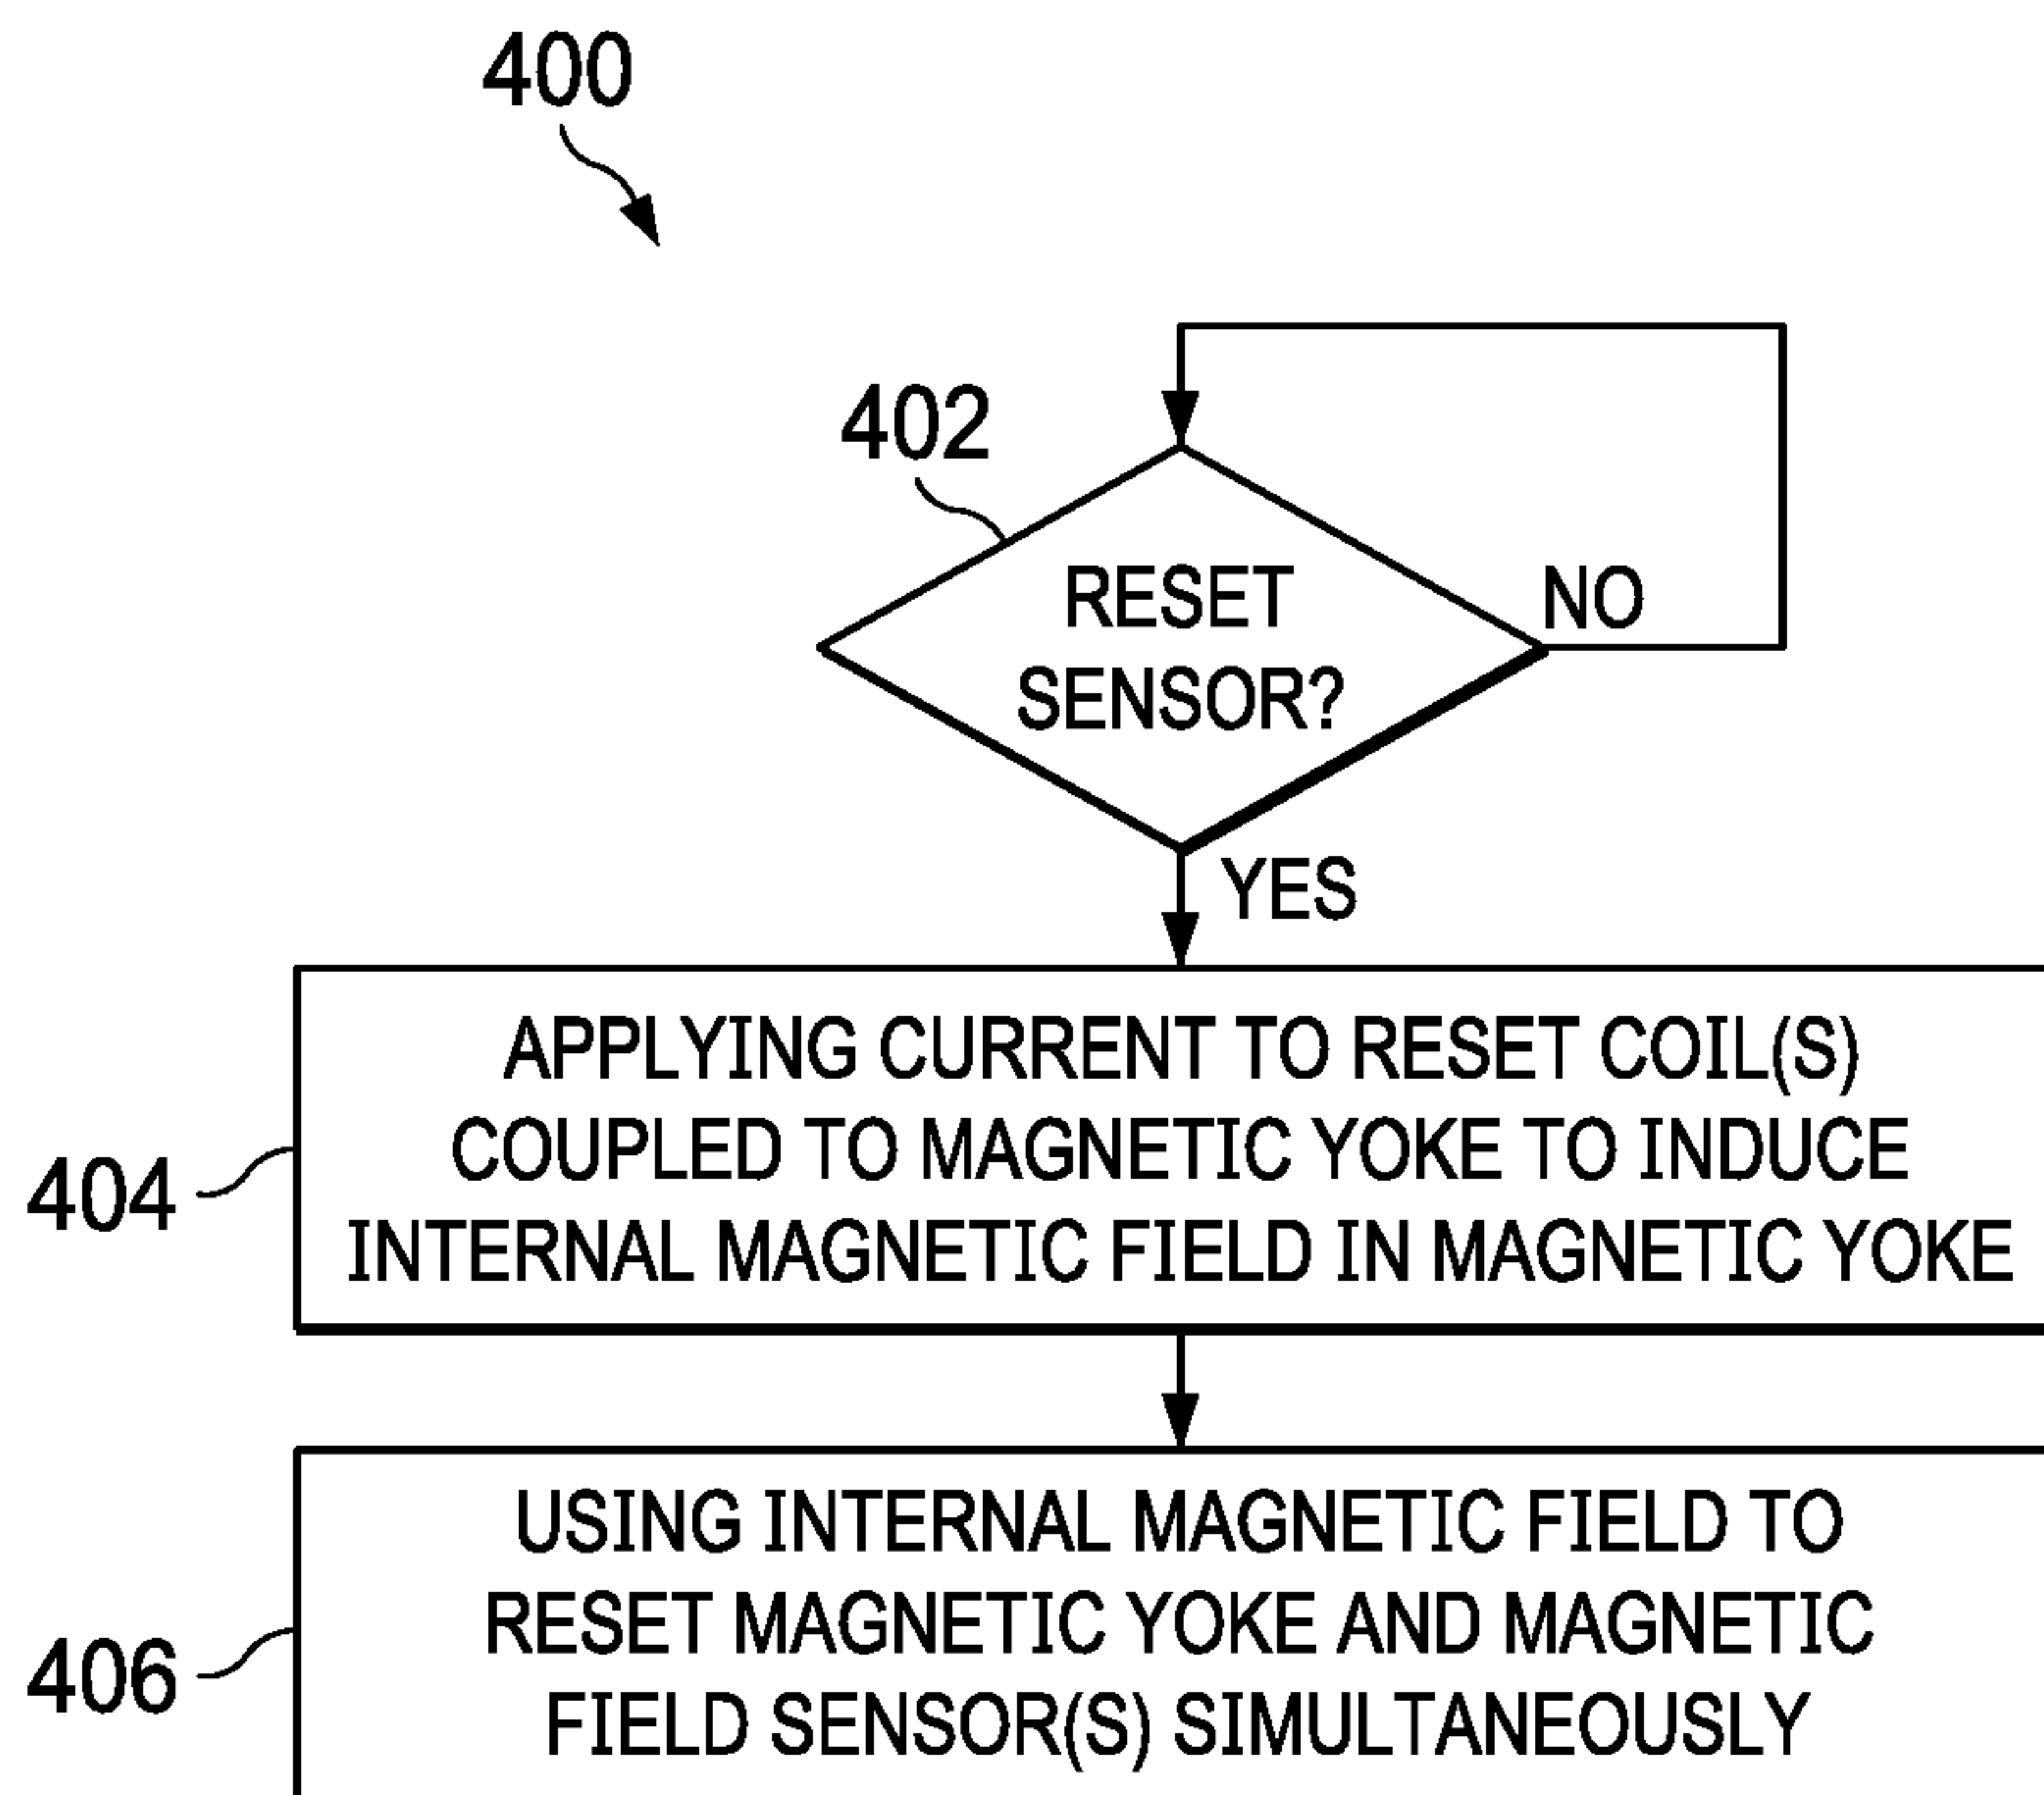 400
402
RESET
SENSOR?
NO
YES
APPLYING CURRENT TO RESET COIL(S)
COUPLED TO MAGNETIC YOKE TO INDUCE
INTERNAL MAGNETIC FIELD IN MAGNETIC YOKE
404
USING INTERNAL MAGNETIC FIELD TO
RESET MAGNETIC YOKE AND MAGNETIC
FIELD SENSOR(S) SIMULTANEOUSLY
406